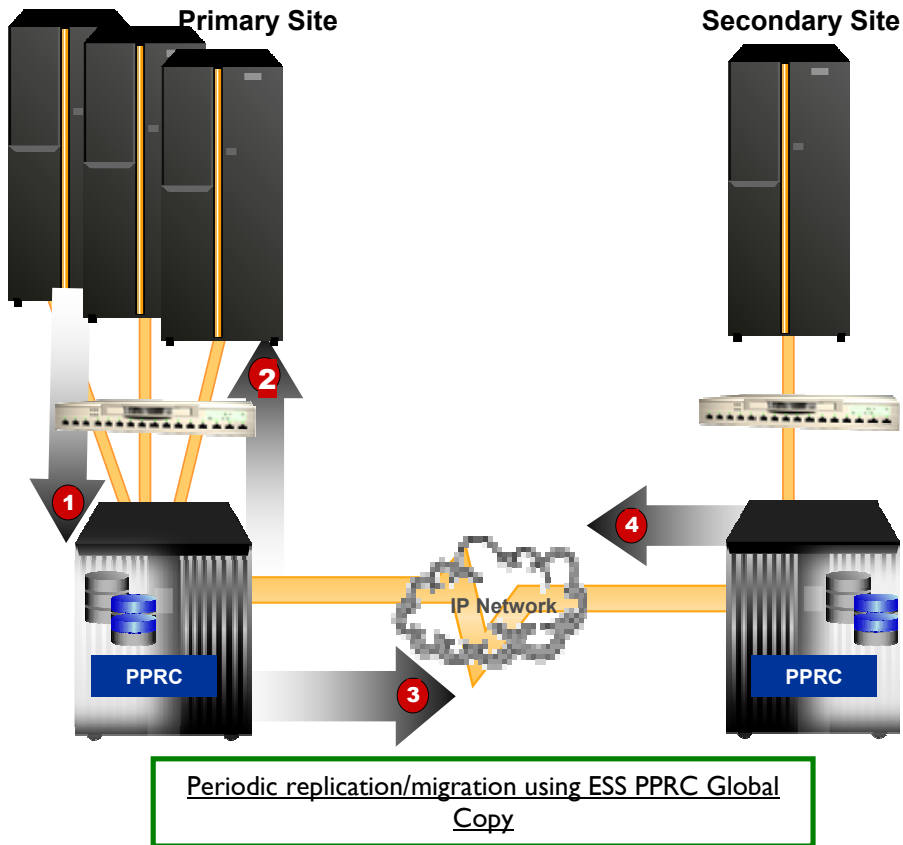 Primary Site
Secondary Site
2
1
4
IP Network
PPRC
PPRC
3
Periodic replication/migration using ESS PPRC Global
Copy